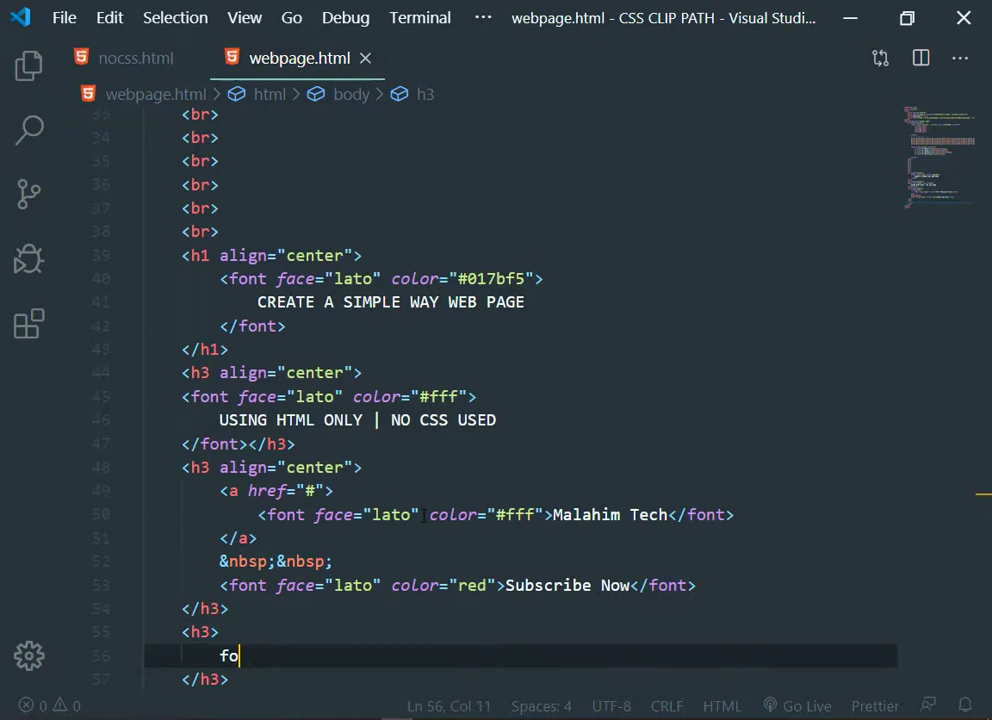 File Edit Selection View Go Debug Terminal ··· webpage.html - CSS CLIP PATH - Visual Studi...
nocss.html webpage.html
webpage.html > html > body > h3
33 <br>
34 <br>
35 <br>
36 <br>
37 <br>
38 <br>
39 <h1 align="center">
40 <font face="lato" color="#017bf5">
41 CREATE A SIMPLE WAY WEB PAGE
42 </font>
43 </h1>
44 <h3 align="center">
45 <font face="lato" color="#fff">
46 USING HTML ONLY | NO CSS USED
47 </font></h3>
48 <h3 align="center">
49 <a href="#">
50 <font face="lato" color="#fff">Malahim Tech</font>
51 </a>
52 &nbsp;&nbsp;
53 <font face="lato" color="red">Subscribe Now</font>
54 </h3>
55 <h3>
56 fo
57 </h3>
0 0 Ln 56, Col 11 Spaces: 4 UTF-8 CRLF HTML Go Live Prettier